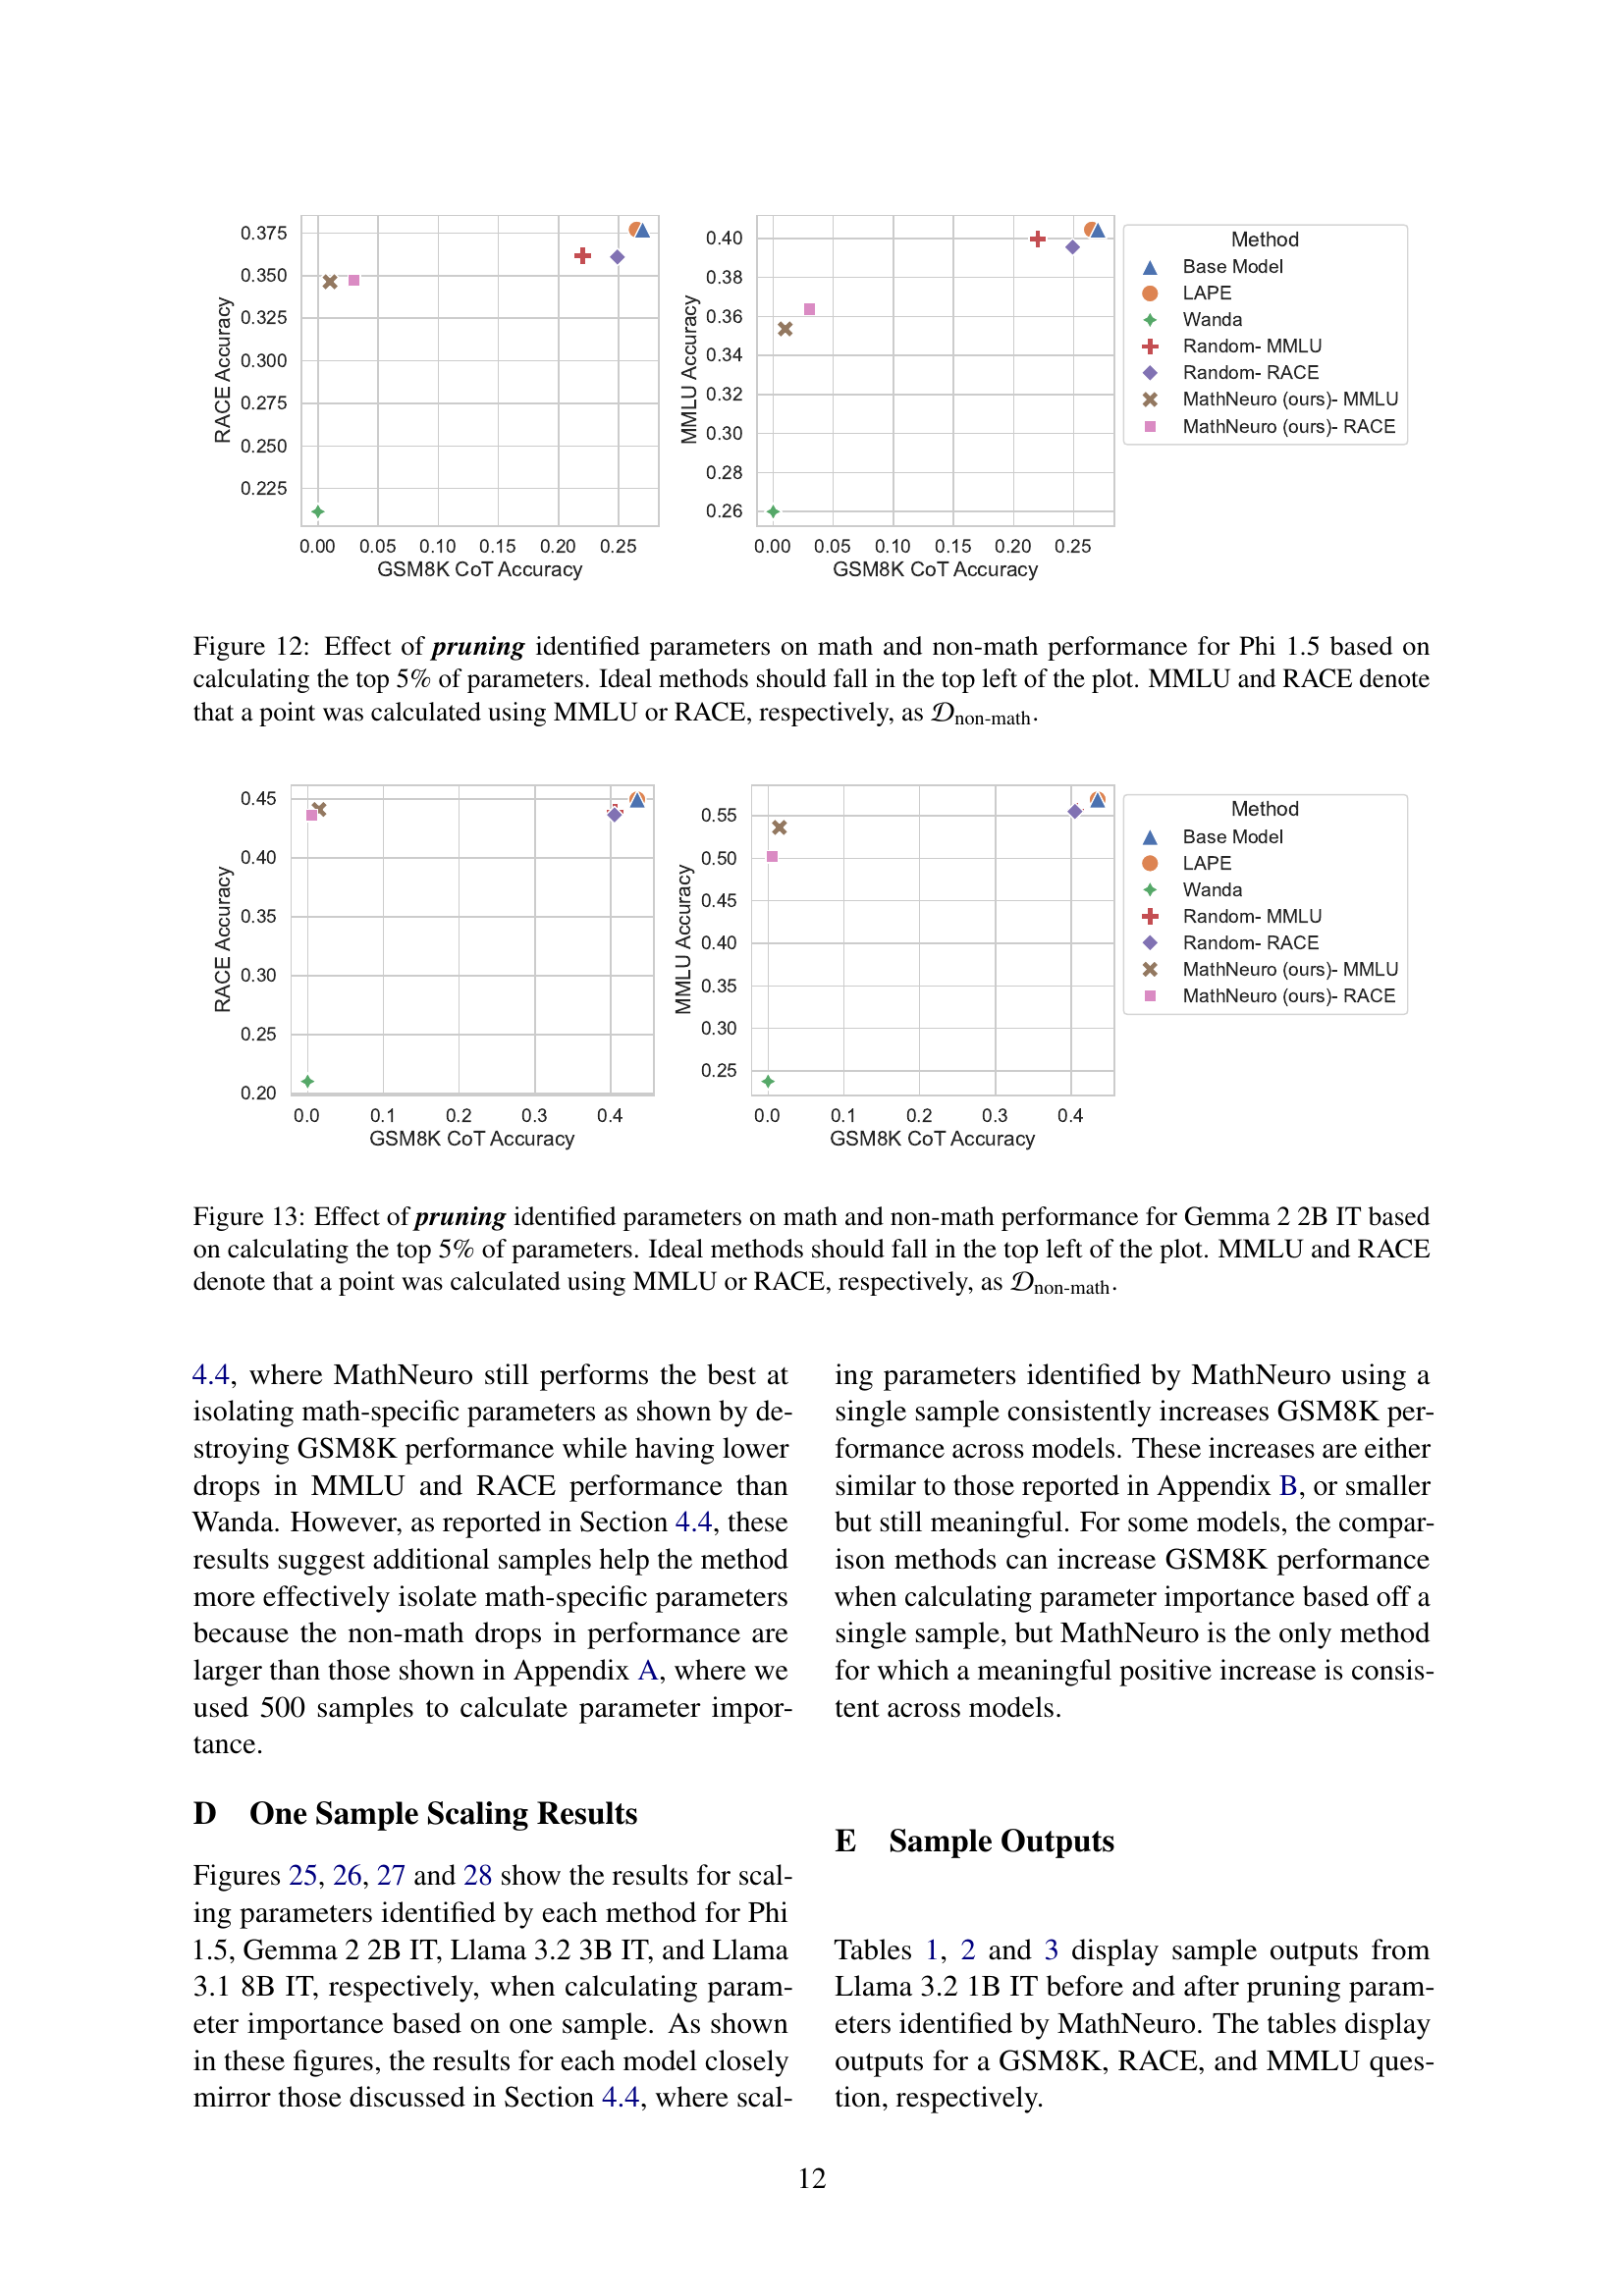 0.375
0.350
0.325
0.300
0.275
0.250
0.225
RACE Accuracy
0.00 0.05 0.10 0.15 0.20 0.25
GSM8K CoT Accuracy
0.40
0.38
0.36
0.34
0.32
0.30
0.28
0.26
MMLU Accuracy
0.00 0.05 0.10 0.15 0.20 0.25
GSM8K CoT Accuracy
Method
Base Model
LAPE
Wanda
Random- MMLU
Random- RACE
MathNeuro (ours)- MMLU
MathNeuro (ours)- RACE
Figure 12: Effect of pruning identified parameters on math and non-math performance for Phi 1.5 based on
calculating the top 5% of parameters. Ideal methods should fall in the top left of the plot. MMLU and RACE denote
that a point was calculated using MMLU or RACE, respectively, as 𝒟non-math.
0.45
0.40
0.35
0.30
0.25
0.20
RACE Accuracy
0.0 0.1 0.2 0.3 0.4
GSM8K CoT Accuracy
0.55
0.50
0.45
0.40
0.35
0.30
0.25
MMLU Accuracy
0.0 0.1 0.2 0.3 0.4
GSM8K CoT Accuracy
Method
Base Model
LAPE
Wanda
Random- MMLU
Random- RACE
MathNeuro (ours)- MMLU
MathNeuro (ours)- RACE
Figure 13: Effect of pruning identified parameters on math and non-math performance for Gemma 2 2B IT based
on calculating the top 5% of parameters. Ideal methods should fall in the top left of the plot. MMLU and RACE
denote that a point was calculated using MMLU or RACE, respectively, as 𝒟non-math.
4.4, where MathNeuro still performs the best at
isolating math-specific parameters as shown by de-
stroying GSM8K performance while having lower
drops in MMLU and RACE performance than
Wanda. However, as reported in Section 4.4, these
results suggest additional samples help the method
more effectively isolate math-specific parameters
because the non-math drops in performance are
larger than those shown in Appendix A, where we
used 500 samples to calculate parameter impor-
tance.
D One Sample Scaling Results
Figures 25, 26, 27 and 28 show the results for scal-
ing parameters identified by each method for Phi
1.5, Gemma 2 2B IT, Llama 3.2 3B IT, and Llama
3.1 8B IT, respectively, when calculating param-
eter importance based on one sample. As shown
in these figures, the results for each model closely
mirror those discussed in Section 4.4, where scal-
ing parameters identified by MathNeuro using a
single sample consistently increases GSM8K per-
formance across models. These increases are either
similar to those reported in Appendix B, or smaller
but still meaningful. For some models, the compar-
ison methods can increase GSM8K performance
when calculating parameter importance based off a
single sample, but MathNeuro is the only method
for which a meaningful positive increase is consis-
tent across models.
E Sample Outputs
Tables 1, 2 and 3 display sample outputs from
Llama 3.2 1B IT before and after pruning param-
eters identified by MathNeuro. The tables display
outputs for a GSM8K, RACE, and MMLU ques-
tion, respectively.
12